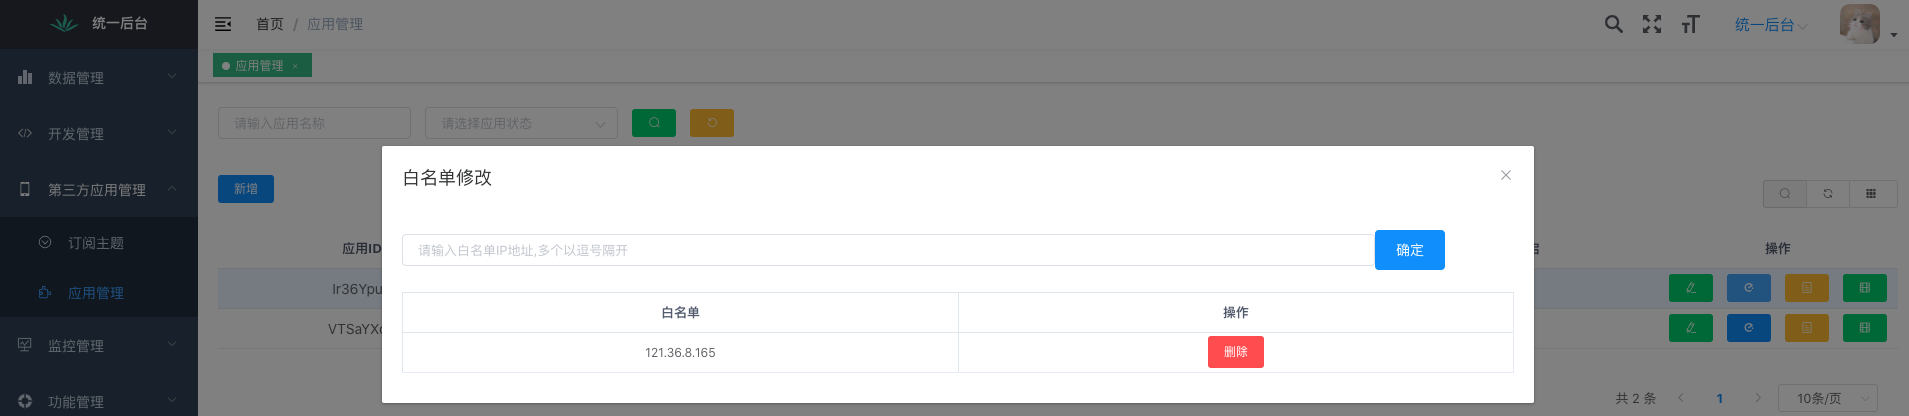 统一后台
首页 / 应用管理
统一后台
应用管理 ×
数据管理
开发管理
第三方应用管理
订阅主题
应用管理
监控管理
功能管理
请输入应用名称
请选择应用状态
新增
应用ID
操作
Ir36Ypu
VTSaYX
白名单修改
请输入白名单IP地址,多个以逗号隔开
确定
白名单 操作
121.36.8.165 删除
共 2 条 1 10条/页